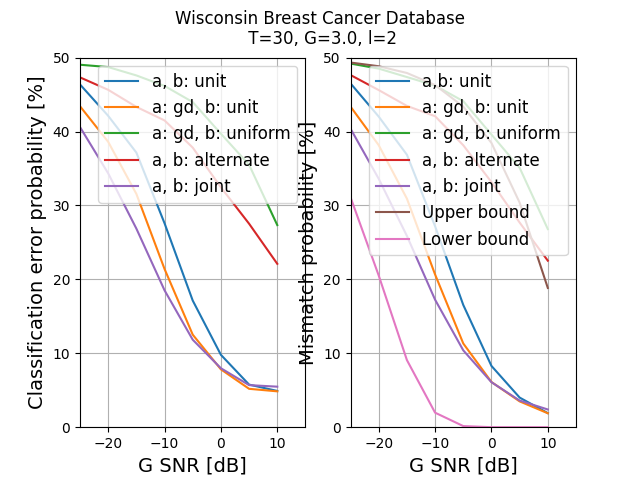 Wisconsin Breast Cancer Database
T=30, G=3.0, l=2
Classification error probability [%]
50
40
30
20
10
0
a, b: unit
a: gd, b: unit
a: gd, b: uniform
a, b: alternate
a, b: joint
−20
−10
0
10
G SNR [dB]
Mismatch probability [%]
50
40
30
20
10
0
a,b: unit
a: gd, b: unit
a: gd, b: uniform
a, b: alternate
a, b: joint
Upper bound
Lower bound
−20
−10
0
10
G SNR [dB]